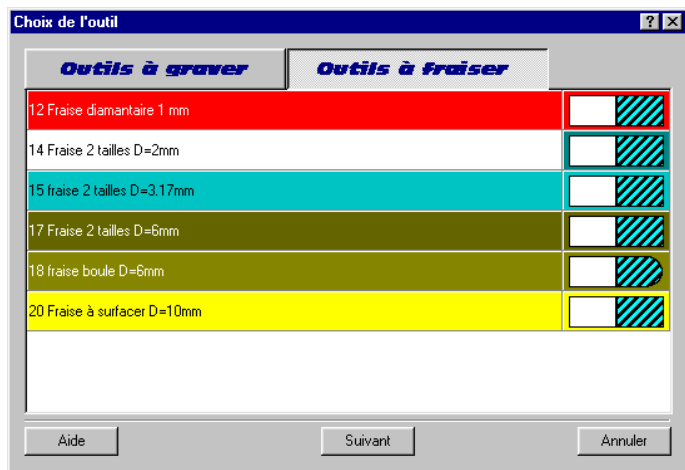 Choix de l'outil
Outils à graver
Outils à fraiser
12 Fraise diamantaire 1 mm
14 Fraise 2 tailles D=2mm
15 fraise 2 tailles D=3.17mm
17 Fraise 2 tailles D=6mm
18 fraise boule D=6mm
20 Fraise à surfacer D=10mm
Aide
Suivant
Annuler